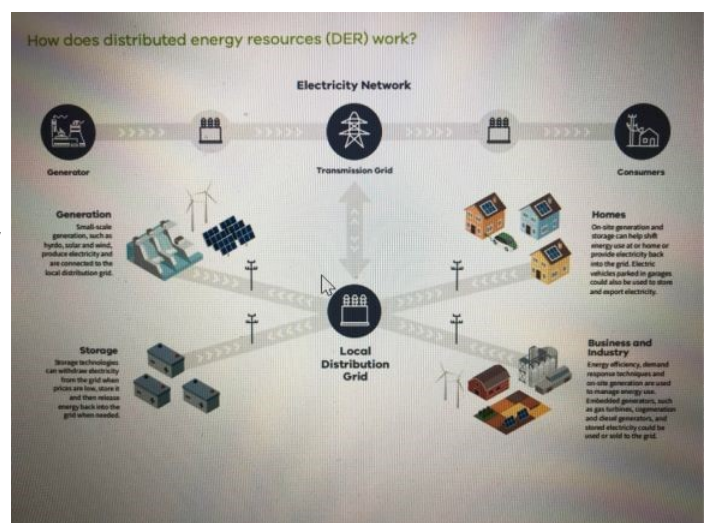 How does distributed energy resources (DER) work?
Electricity Network
Generator
Transmission Grid
Consumers
Generation
Small-scale
generation, such as
hyrdo, solar and wind,
produce electricity and
are connected to the
local distribution grid.
Homes
On-site generation and
storage can help shift
energy use at or home or
provide electricity back
into the grid. Electric
vehicles parked in garages
could also be used to store
and export electricity.
Storage
Storage technologies
can withdraw electricity
from the grid when
prices are low, store it
and then release
energy back into the
grid when needed.
Local
Distribution
Grid
Business and
Industry
Energy efficiency, demand
response techniques and
on-site generation are used
to manage energy use.
Embedded generators, such
as gas turbines, cogeneration
and diesel generators, and
stored electricity could be
used or sold to the grid.